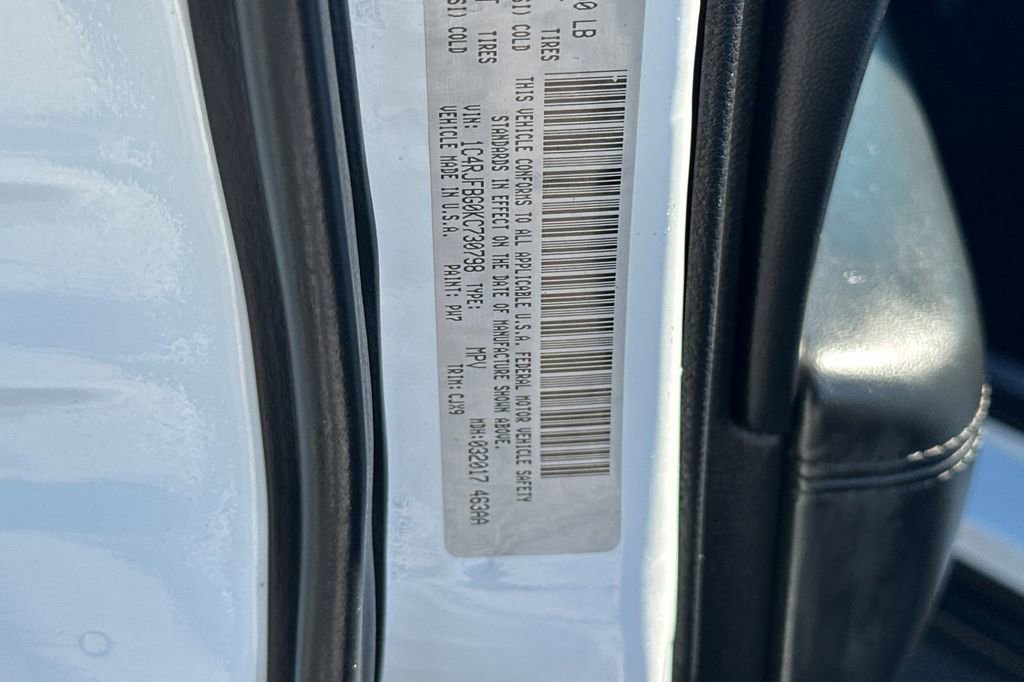 0 LB
TIRES
SI) COLD
T TIRES
SI) COLD
THIS VEHICLE CONFORMS TO ALL APPLICABLE U.S.A. FEDERAL MOTOR VEHICLE SAFETY
STANDARDS IN EFFECT ON THE DATE OF MANUFACTURE SHOWN ABOVE.
VIN: 1C4RJFBG0KC730798 TYPE: MPV MDH:032017 463AA
VEHICLE MADE IN U.S.A. PAINT: PW7 TRIM:CJX9